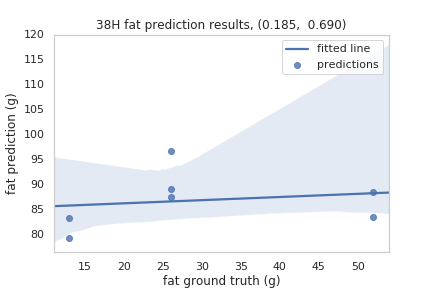 38H fat prediction results, (0.185,  0.690)
120
115
110
105
100
95
90
85
80
fat prediction (g)
fitted line
predictions
15 20 25 30 35 40 45 50
fat ground truth (g)